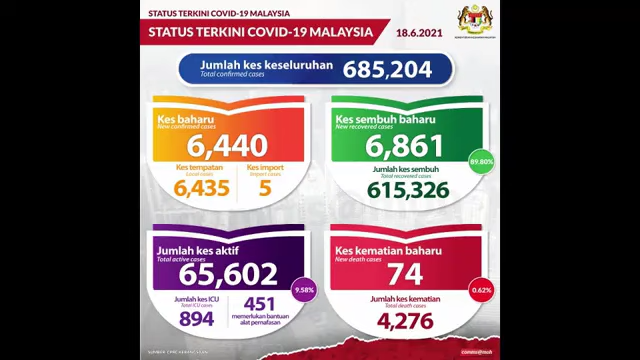 STATUS TERKINI COVID-19 MALAYSIA
STATUS TERKINI COVID-19 MALAYSIA
18.6.2021
Jumlah kes keseluruhan
Total confirmed cases
685,204
Kes baharu
New confirmed cases
6,440
Kes tempatan
Local cases
6,435
Kes import
Import cases
5
Kes sembuh baharu
New recovered cases
6,861
89.80%
Jumlah kes sembuh
Total recovered cases
615,326
Jumlah kes aktif
Total active cases
65,602
9.58%
Jumlah kes ICU
Total ICU cases
894
451
memerlukan bantuan
alat pernafasan
Kes kematian baharu
New death cases
74
0.62%
Jumlah kes kematian
Total death cases
4,276